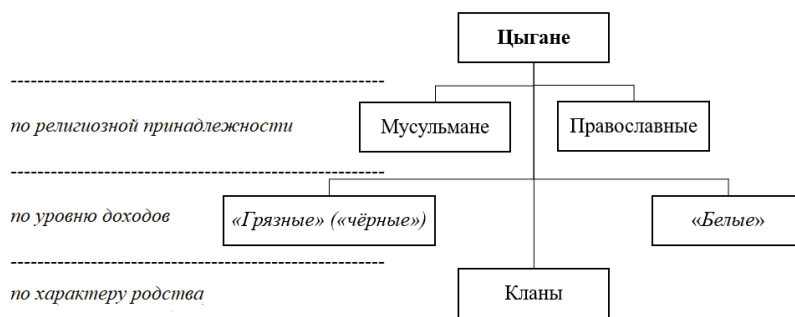 Цыгане
---------------------------------------------------
по религиозной принадлежности
Мусульмане
Православные
---------------------------------------------------
по уровню доходов
«Грязные» («чёрные»)
«Белые»
---------------------------------------------------
по характеру родства
Кланы